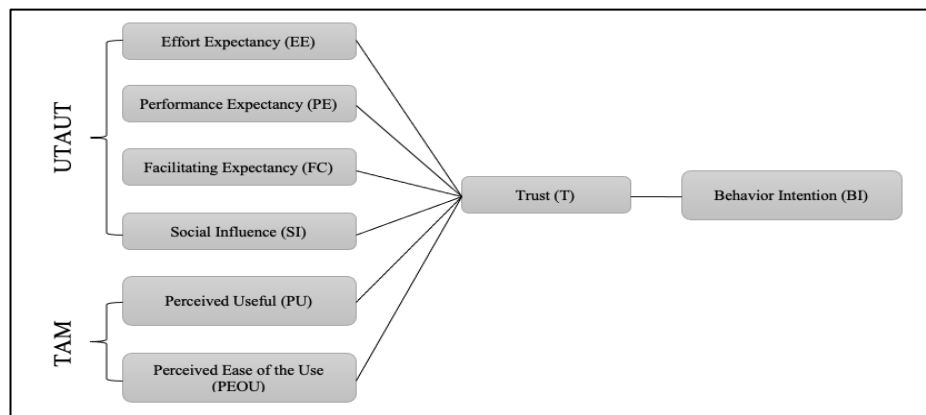 UTAUT
Effort Expectancy (EE)
Performance Expectancy (PE)
Facilitating Expectancy (FC)
Social Influence (SI)
TAM
Perceived Useful (PU)
Perceived Ease of the Use
(PEOU)
Trust (T)
Behavior Intention (BI)